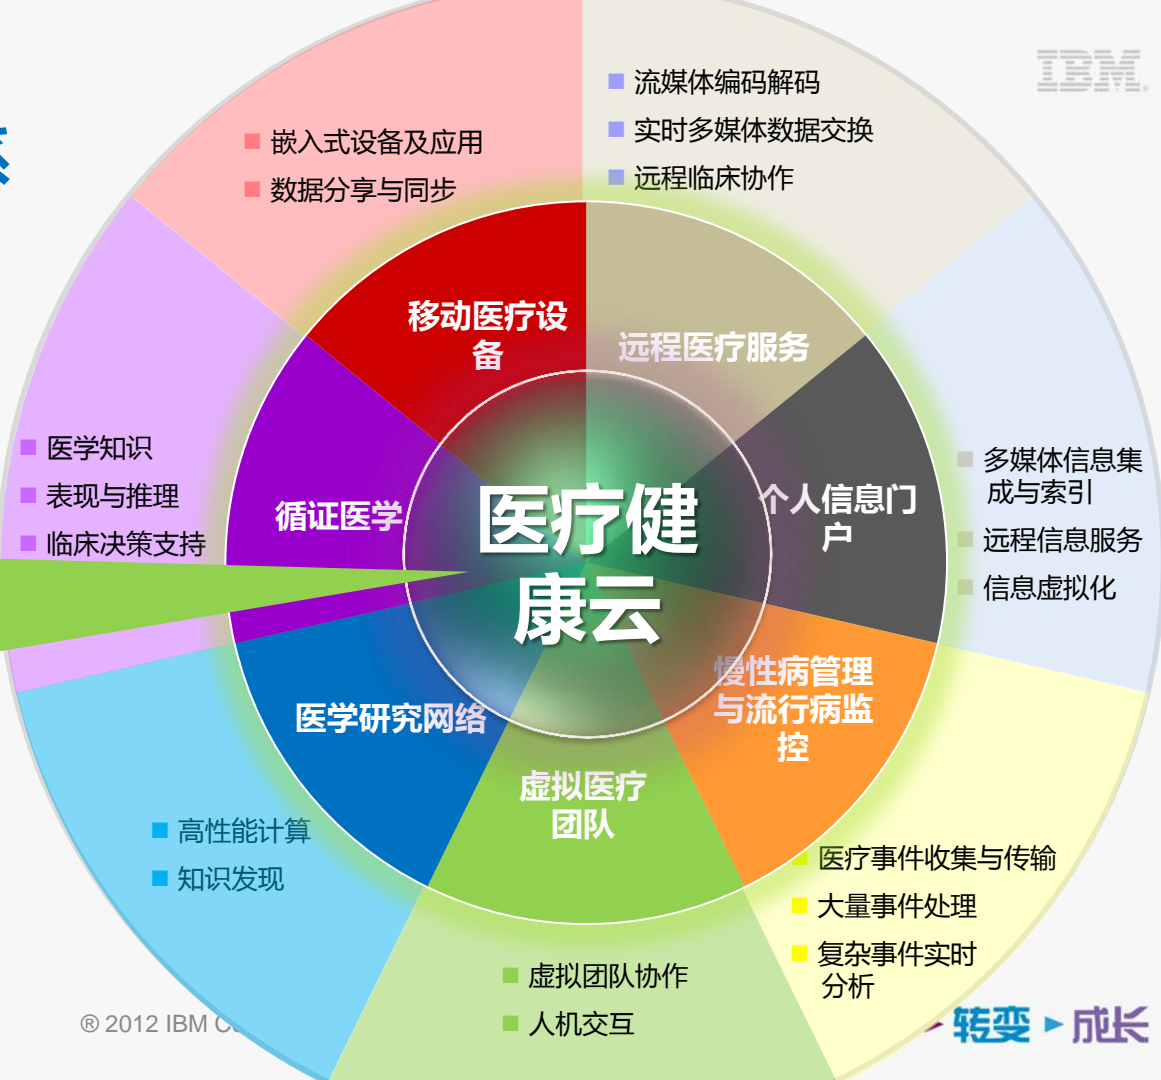 IBM
流媒体编码解码
实时多媒体数据交换
远程临床协作
嵌入式设备及应用
数据分享与同步
移动医疗设
备
远程医疗服务
医学知识
表现与推理
临床决策支持
循证医学
医疗健
康云
个人信息门
户
多媒体信息集
成与索引
远程信息服务
信息虚拟化
慢性病管理
与流行病监
控
医学研究网络
虚拟医疗
团队
高性能计算
知识发现
医疗事件收集与传输
大量事件处理
复杂事件实时
分析
虚拟团队协作
人机交互
® 2012 IBM
转变 成长